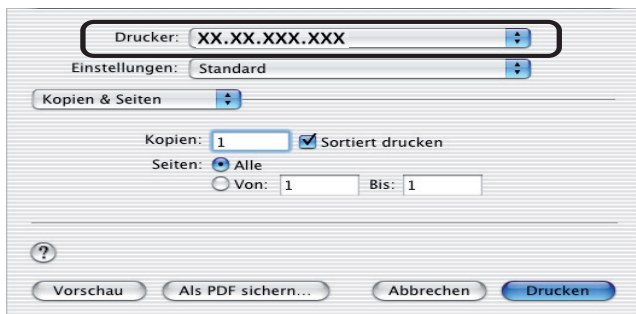 Drucker: XX.XX.XXX.XXX
Einstellungen: Standard
Kopien & Seiten
Kopien: 1 Sortiert drucken
Seiten: Alle
Von: 1 Bis: 1
?
Vorschau Als PDF sichern... Abbrechen Drucken